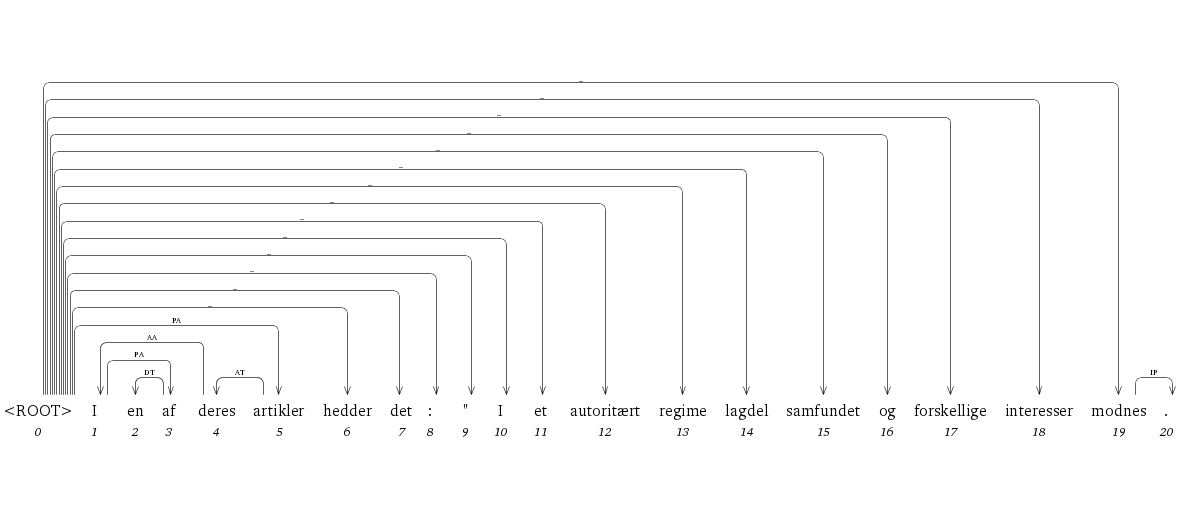 _
_
_
_
_
_
_
_
_
_
_
_
_
_
PA
AA
PA
DT AT IP
<ROOT> I en af deres artikler hedder det : " I et autoritært regime lagdel samfundet og forskellige interesser modnes .
0 1 2 3 4 5 6 7 8 9 10 11 12 13 14 15 16 17 18 19 20